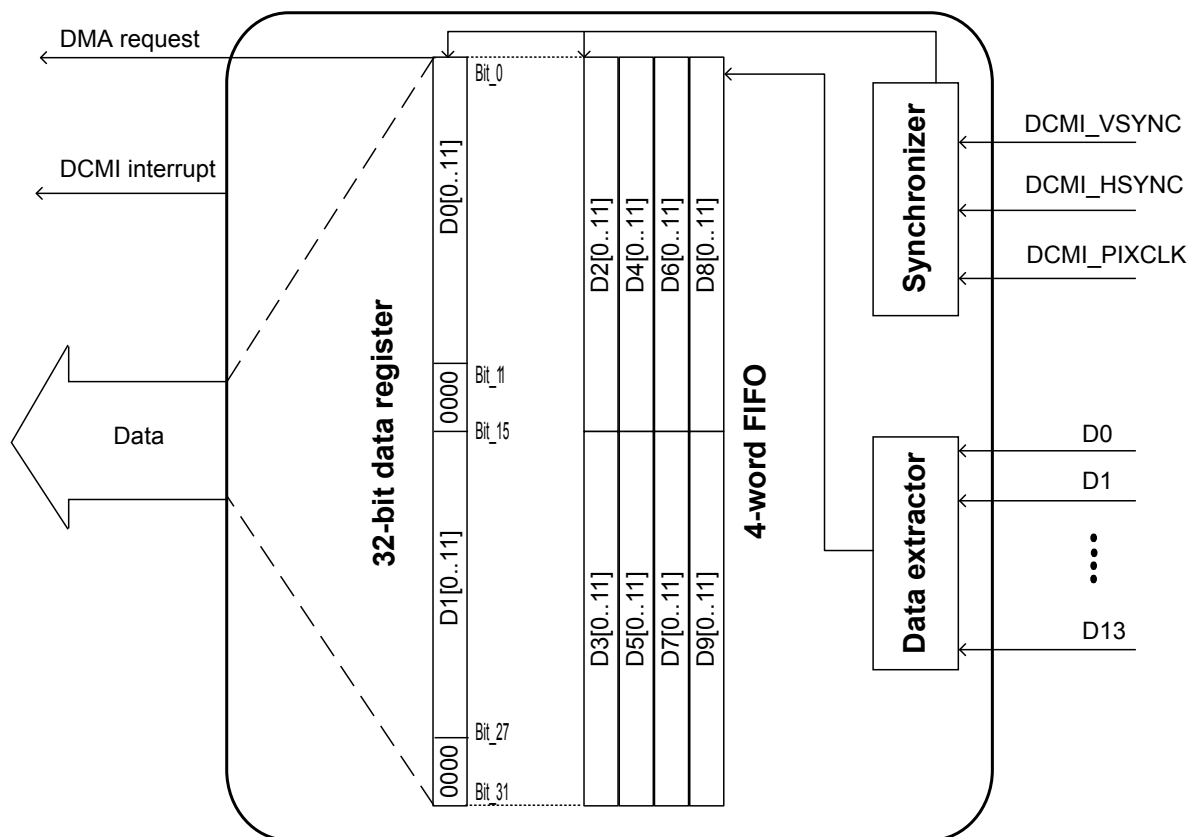 DMA request
DCMI interrupt
Data
32-bit data register
D0[0..11]
0000
D1[0..11]
0000
Bit_0
Bit_11
Bit_15
Bit_27
Bit_31
D2[0..11]
D4[0..11]
D6[0..11]
D8[0..11]
D3[0..11]
D5[0..11]
D7[0..11]
D9[0..11]
4-word FIFO
Synchronizer
DCMI_VSYNC
DCMI_HSYNC
DCMI_PIXCLK
Data extractor
D0
D1
D13